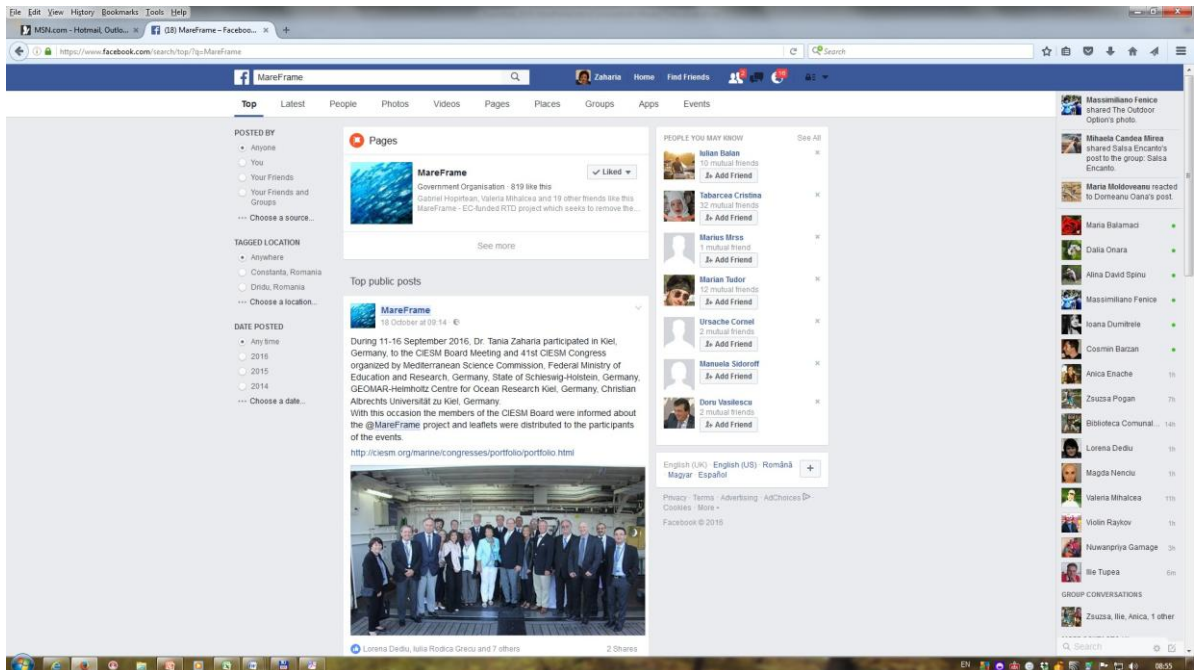 File Edit View History Bookmarks Tools Help
MSN.com - Hotmail, Outlo...
(18) MareFrame – Faceboo...
https://www.facebook.com/search/top/?q=MareFrame
Search
MareFrame
Zaharia Home Find Friends
Top Latest People Photos Videos Pages Places Groups Apps Events
POSTED BY
Anyone
You
Your Friends
Your Friends and
Groups
Choose a source...
TAGGED LOCATION
Anywhere
Constanta, Romania
Dridu, Romania
Choose a location...
DATE POSTED
Any time
2016
2015
2014
Choose a date...
Pages
MareFrame
Liked
Government Organisation · 819 like this
Gabriel Hopirtean, Valeria Mihalcea and 19 other friends like this
MareFrame - EC-funded RTD project which seeks to remove the...
See more
Top public posts
MareFrame
18 October at 09:14
During 11-16 September 2016, Dr. Tania Zaharia participated in Kiel,
Germany, to the CIESM Board Meeting and 41st CIESM Congress
organized by Mediterranean Science Commission, Federal Ministry of
Education and Research, Germany, State of Schleswig-Holstein, Germany,
GEOMAR-Helmholtz Centre for Ocean Research Kiel, Germany, Christian
Albrechts Universität zu Kiel, Germany.
With this occasion the members of the CIESM Board were informed about
the @MareFrame project and leaflets were distributed to the participants
of the events.
http://ciesm.org/marine/congresses/portfolio/portfolio.html
Lorena Dediu, Iulia Rodica Grecu and 7 others
2 Shares
PEOPLE YOU MAY KNOW See All
Iulian Balan
10 mutual friends
Add Friend
Tabarcea Cristina
32 mutual friends
Add Friend
Marius Mrss
1 mutual friend
Add Friend
Marian Tudor
12 mutual friends
Add Friend
Ursache Cornel
2 mutual friends
Add Friend
Manuela Sidoroff
Add Friend
Doru Vasilescu
2 mutual friends
Add Friend
English (UK) · English (US) · Română
Magyar · Español
Privacy · Terms · Advertising · AdChoices
Cookies · More
Facebook © 2016
Massimiliano Fenice
shared The Outdoor
Option's photo.
Mihaela Candea Mirea
shared Salsa Encanto's
post to the group: Salsa
Encanto.
Maria Moldoveanu reacted
to Domeanu Oana's post.
Maria Balamaci
Dalia Onara
Alina David Spinu
Massimiliano Fenice
Ioana Dumitrele
Cosmin Barzan
Anica Enache 1h
Zsuzsa Pogan 7h
Biblioteca Comunal... 14h
Lorena Dediu 1h
Magda Nenciu 1h
Valeria Mihalcea 11h
Violin Raykov 1h
Nuwanpriya Gamage 3h
Ilie Tupea 6m
GROUP CONVERSATIONS
Zsuzsa, Ilie, Anica, 1 other
Search
EN
08:55